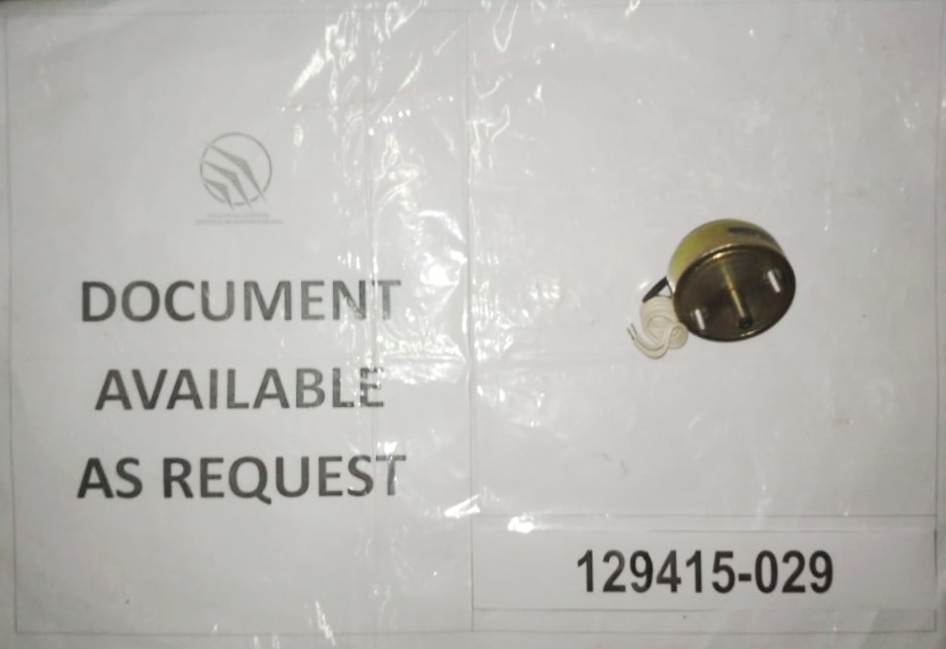 DOCUMENT
AVAILABLE
AS REQUEST
129415-029